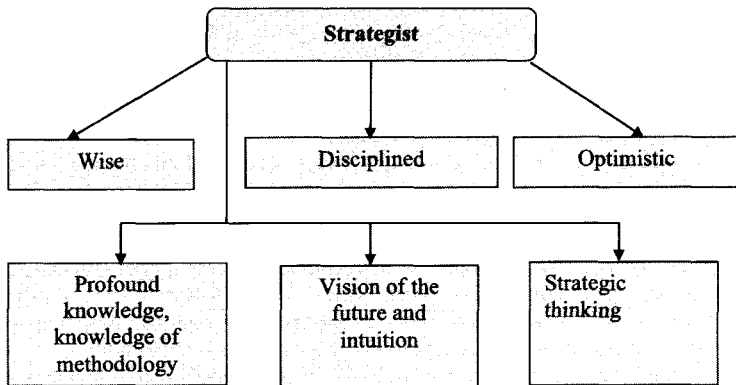 Strategist
Wise
Disciplined
Optimistic
Profound
knowledge,
knowledge of
methodology
Vision of the
future and
intuition
Strategic
thinking